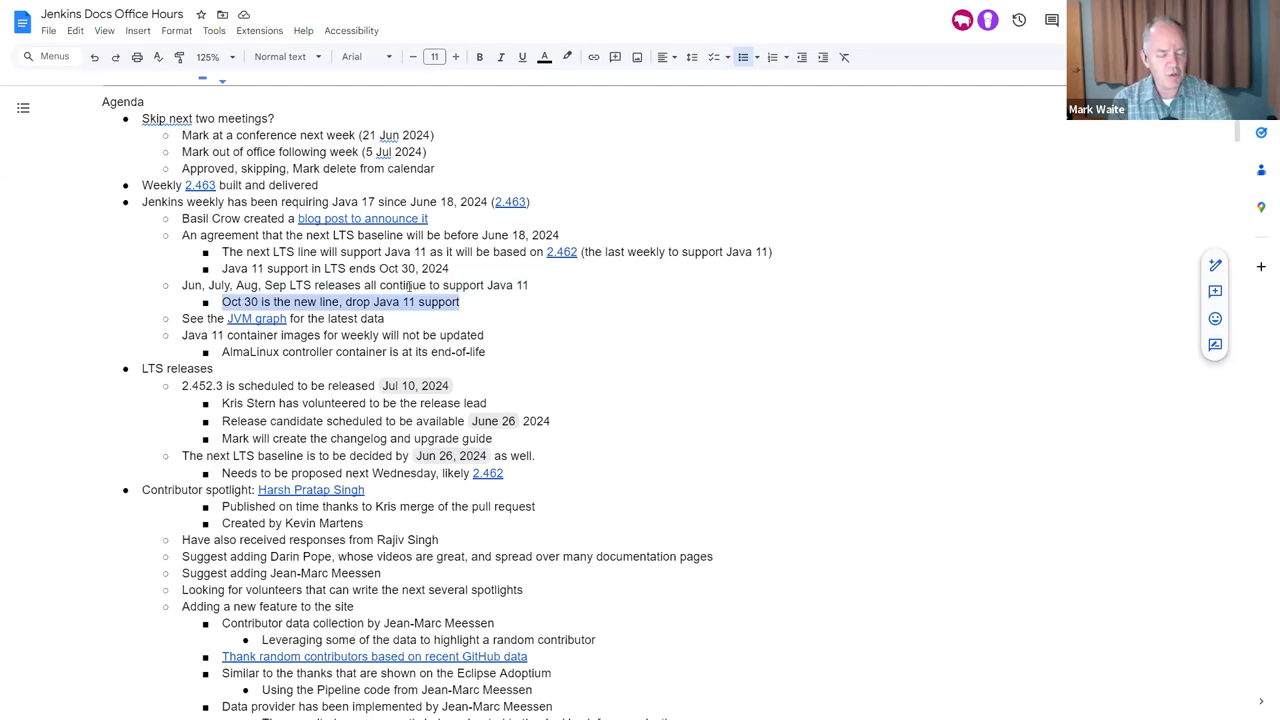 Jenkins Docs Office Hours
File Edit View Insert Format Tools Extensions Help Accessibility
Menus 125% Normal text Arial 11
Mark Waite
Agenda
Skip next two meetings?
Mark at a conference next week (21 Jun 2024)
Mark out of office following week (5 Jul 2024)
Approved, skipping, Mark delete from calendar
Weekly 2.463 built and delivered
Jenkins weekly has been requiring Java 17 since June 18, 2024 (2.463)
Basil Crow created a blog post to announce it
An agreement that the next LTS baseline will be before June 18, 2024
The next LTS line will support Java 11 as it will be based on 2.462 (the last weekly to support Java 11)
Java 11 support in LTS ends Oct 30, 2024
Jun, July, Aug, Sep LTS releases all continue to support Java 11
Oct 30 is the new line, drop Java 11 support
See the JVM graph for the latest data
Java 11 container images for weekly will not be updated
AlmaLinux controller container is at its end-of-life
LTS releases
2.452.3 is scheduled to be released Jul 10, 2024
Kris Stern has volunteered to be the release lead
Release candidate scheduled to be available June 26 2024
Mark will create the changelog and upgrade guide
The next LTS baseline is to be decided by Jun 26, 2024 as well.
Needs to be proposed next Wednesday, likely 2.462
Contributor spotlight: Harsh Pratap Singh
Published on time thanks to Kris merge of the pull request
Created by Kevin Martens
Have also received responses from Rajiv Singh
Suggest adding Darin Pope, whose videos are great, and spread over many documentation pages
Suggest adding Jean-Marc Meessen
Looking for volunteers that can write the next several spotlights
Adding a new feature to the site
Contributor data collection by Jean-Marc Meessen
Leveraging some of the data to highlight a random contributor
Thank random contributors based on recent GitHub data
Similar to the thanks that are shown on the Eclipse Adoptium
Using the Pipeline code from Jean-Marc Meessen
Data provider has been implemented by Jean-Marc Meessen